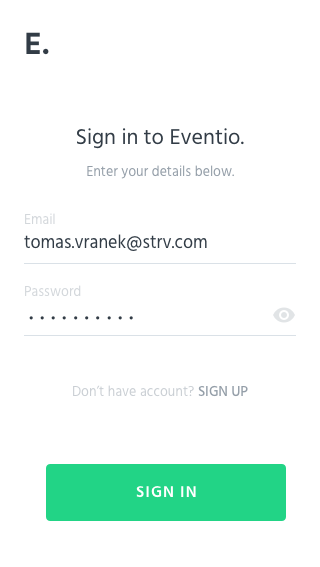 E.
Sign in to Eventio.
Enter your details below.
Email
tomas.vranek@strv.com
Password
••••••••••
Don't have account? SIGN UP
SIGN IN